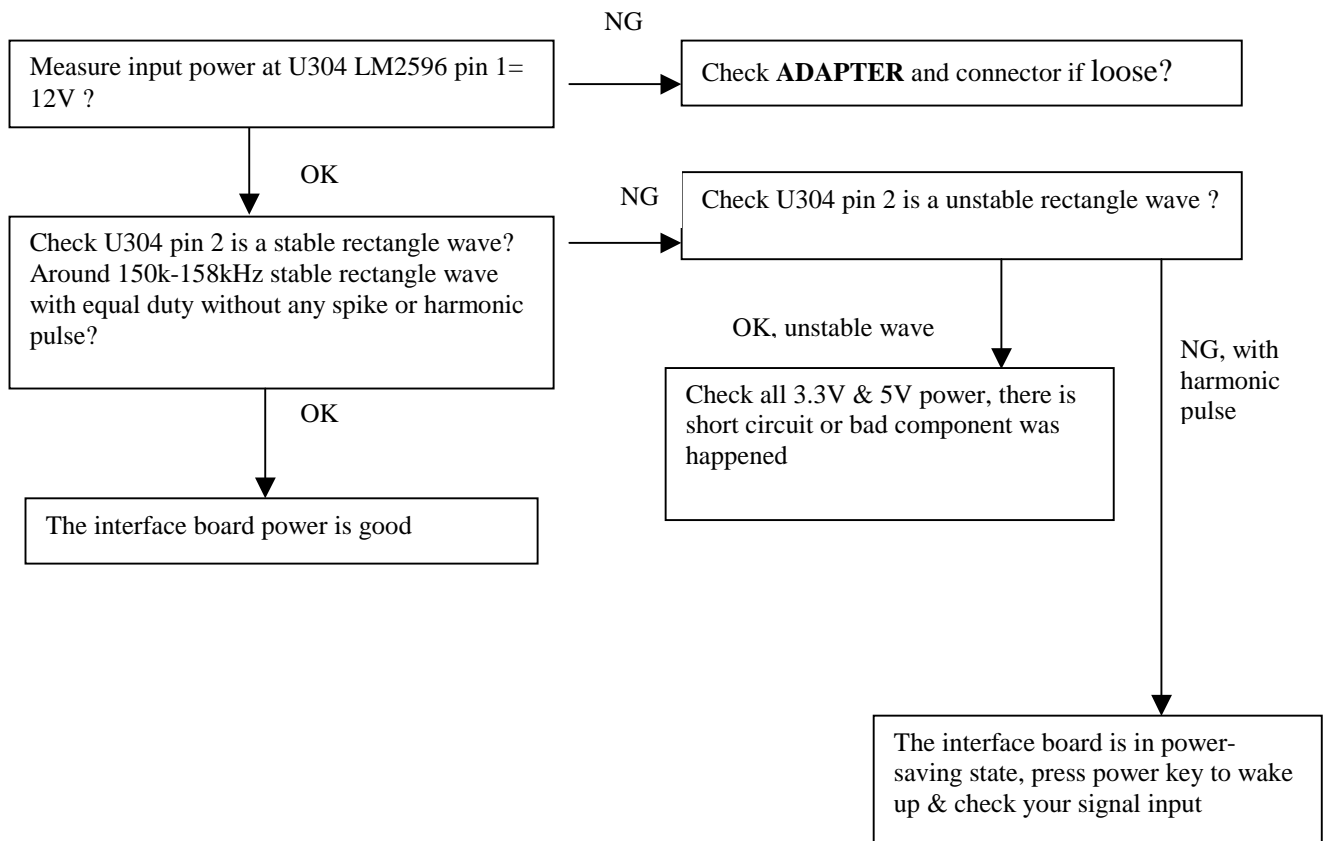 NG
Measure input power at U304 LM2596 pin 1=
12V ?
Check ADAPTER and connector if loose?
OK
NG
Check U304 pin 2 is a unstable rectangle wave ?
Check U304 pin 2 is a stable rectangle wave?
Around 150k-158kHz stable rectangle wave
with equal duty without any spike or harmonic
pulse?
OK, unstable wave
NG, with
harmonic
pulse
Check all 3.3V & 5V power, there is
short circuit or bad component was
happened
OK
The interface board power is good
The interface board is in power-
saving state, press power key to wake
up & check your signal input